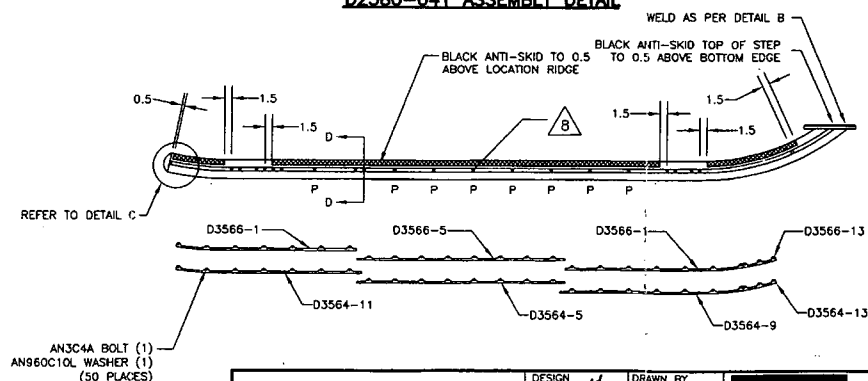 D2580-041 ASSEMBLY DETAIL
WELD AS PER DETAIL B
BLACK ANTI-SKID TO 0.5
ABOVE LOCATION RIDGE
BLACK ANTI-SKID TOP OF STEP
TO 0.5 ABOVE BOTTOM EDGE
0.5
1.5
1.5
D
8
1.5
1.5
1.5
D
P P P P P P P P
REFER TO DETAIL C
D3566-1
D3566-5
D3566-1
D3566-13
D3564-11
D3564-5
D3564-9
D3564-13
AN3C4A BOLT (1)
AN960C10L WASHER (1)
(50 PLACES)
DESIGN
DRAWN BY